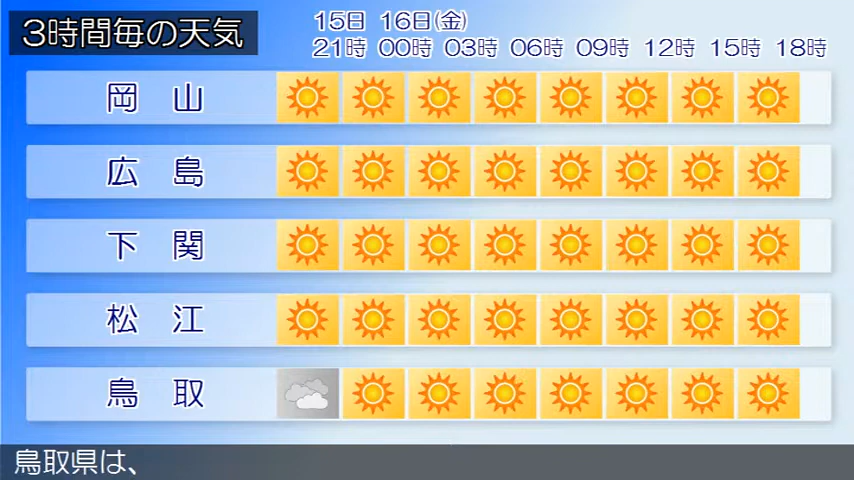 3時間毎の天気
15日 16日(金)
21時 00時 03時 06時 09時 12時 15時 18時
岡 山
広 島
下 関
松 江
鳥 取
鳥取県は、